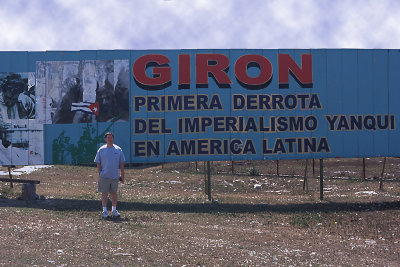 GIRON
PRIMERA DERROTA
DEL IMPERIALISMO YANQUI
EN AMERICA LATINA